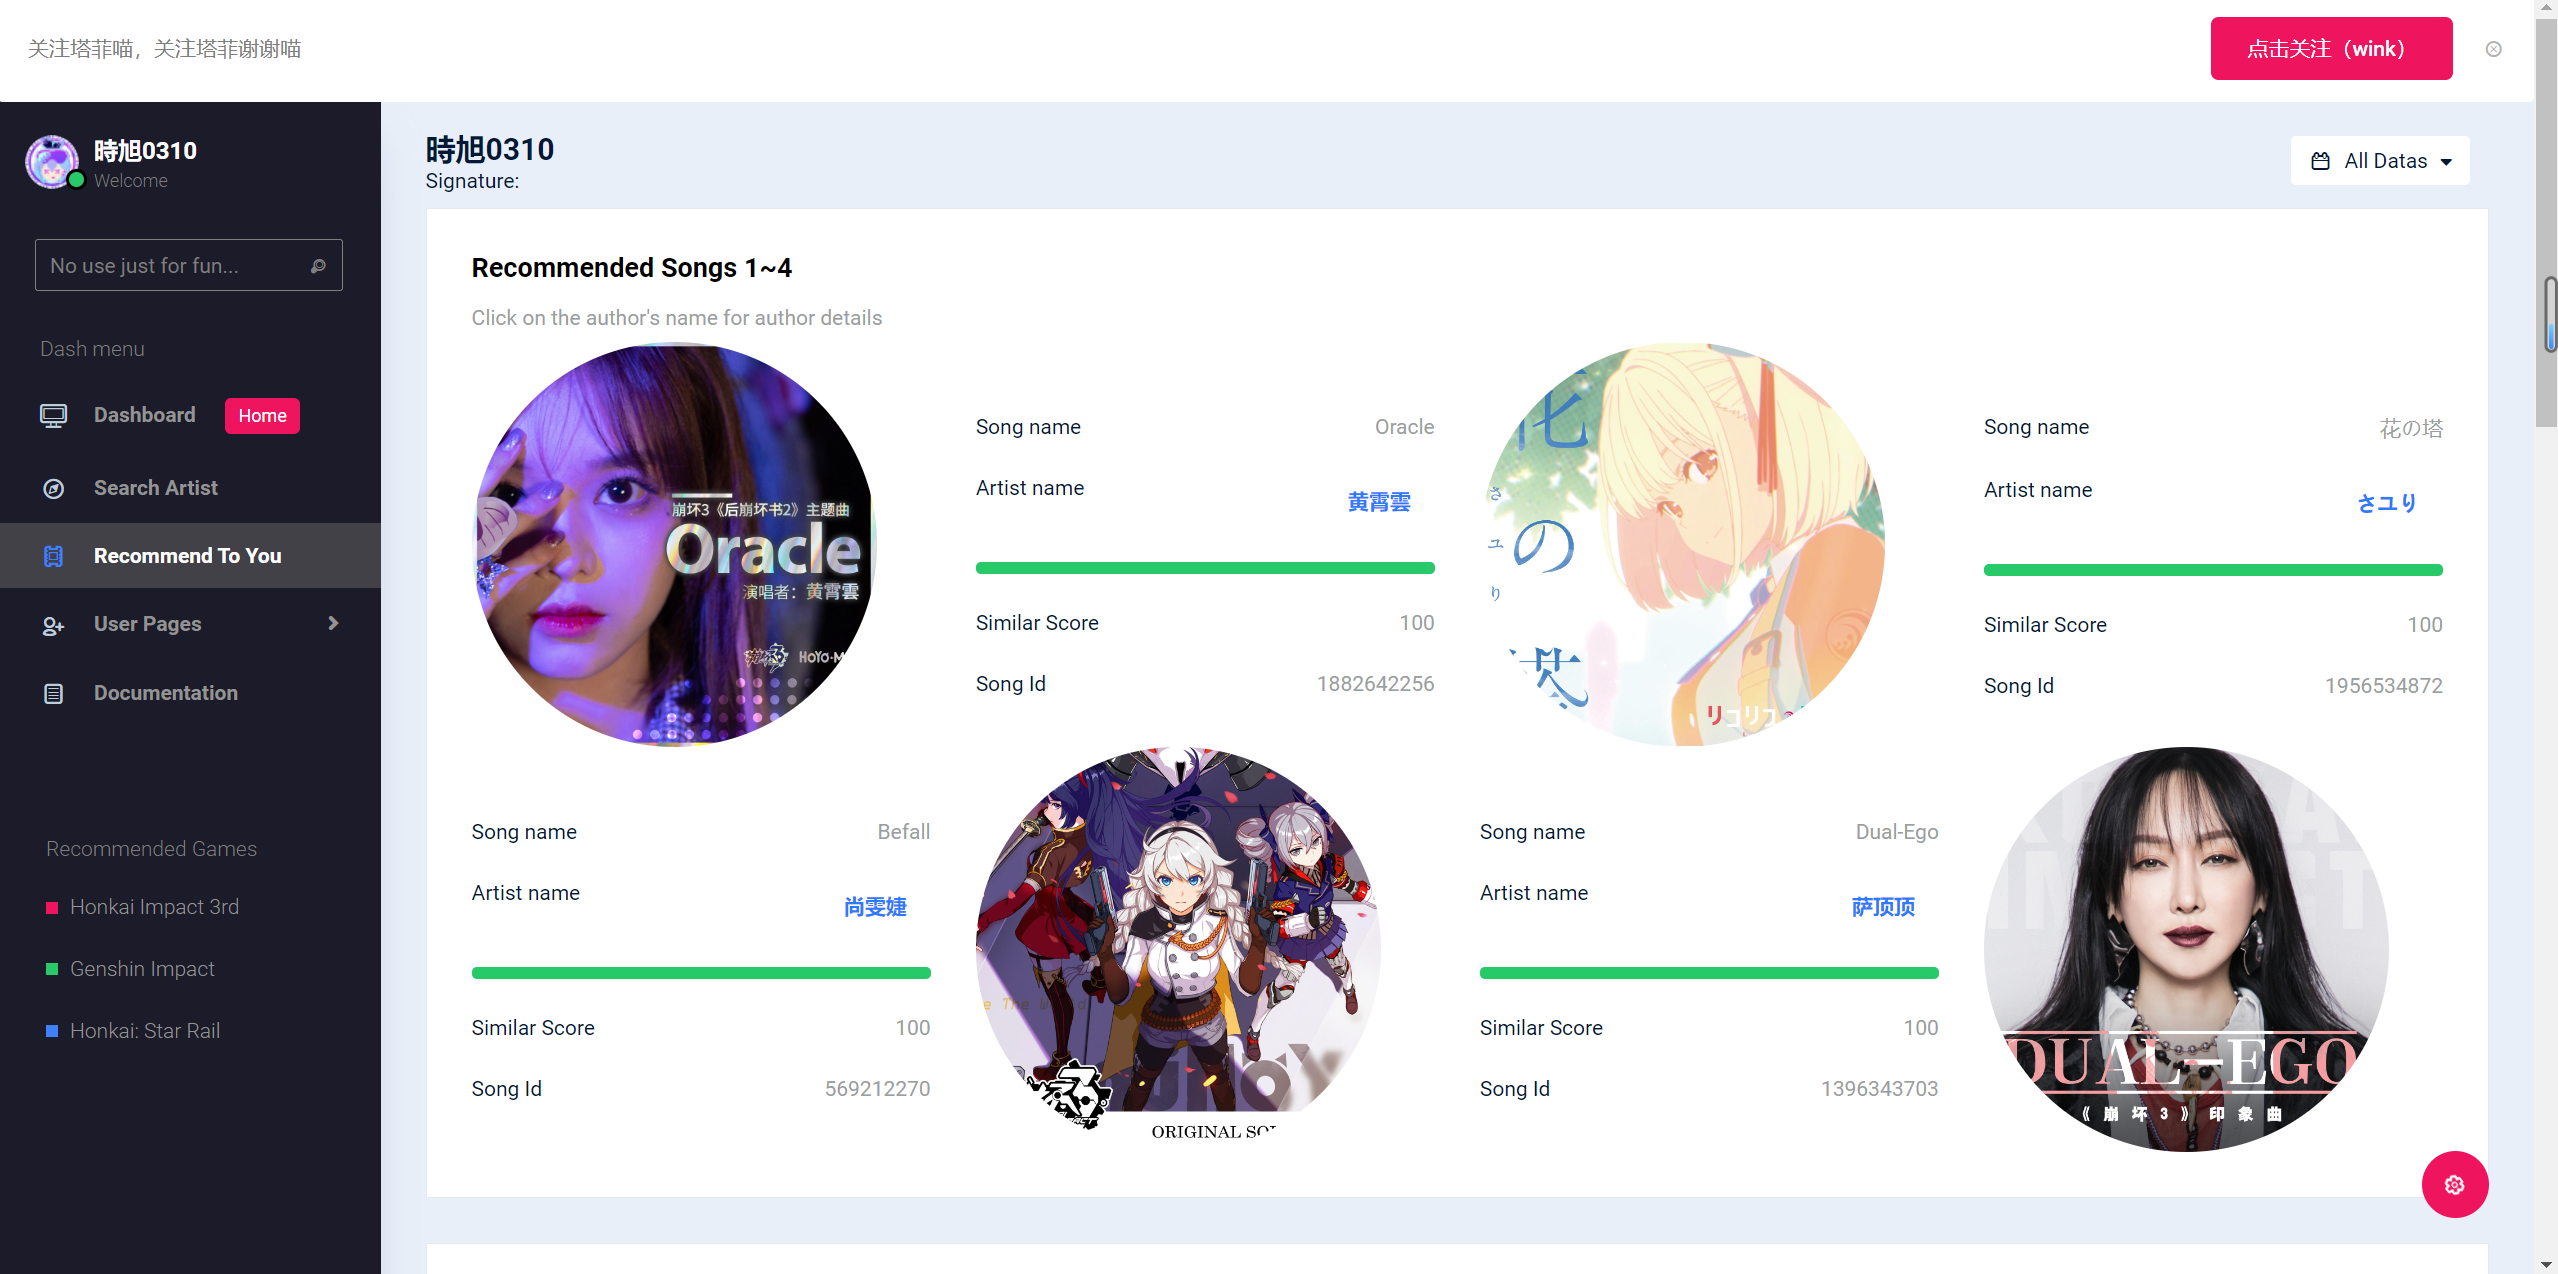 关注塔菲喵，关注塔菲谢谢喵
点击关注（wink）
時旭0310
Welcome
No use just for fun...
Dash menu
Dashboard
Home
Search Artist
Recommend To You
User Pages
Documentation
Recommended Games
Honkai Impact 3rd
Genshin Impact
Honkai: Star Rail
時旭0310
Signature:
All Datas
Recommended Songs 1~4
Click on the author's name for author details
崩坏3《后崩坏书2》主题曲
Oracle
演唱者：黄霄雲
HOYO-M
Song name
Oracle
Artist name
黄霄雲
Similar Score
100
Song Id
1882642256
花
の
塔
さユり
リコリコ
Song name
花の塔
Artist name
さユり
Similar Score
100
Song Id
1956534872
Song name
Befall
Artist name
尚雯婕
Similar Score
100
Song Id
569212270
ORIGINAL SO
Song name
Dual-Ego
Artist name
萨顶顶
Similar Score
100
Song Id
1396343703
DUAL-EGO
《崩坏3》印象曲